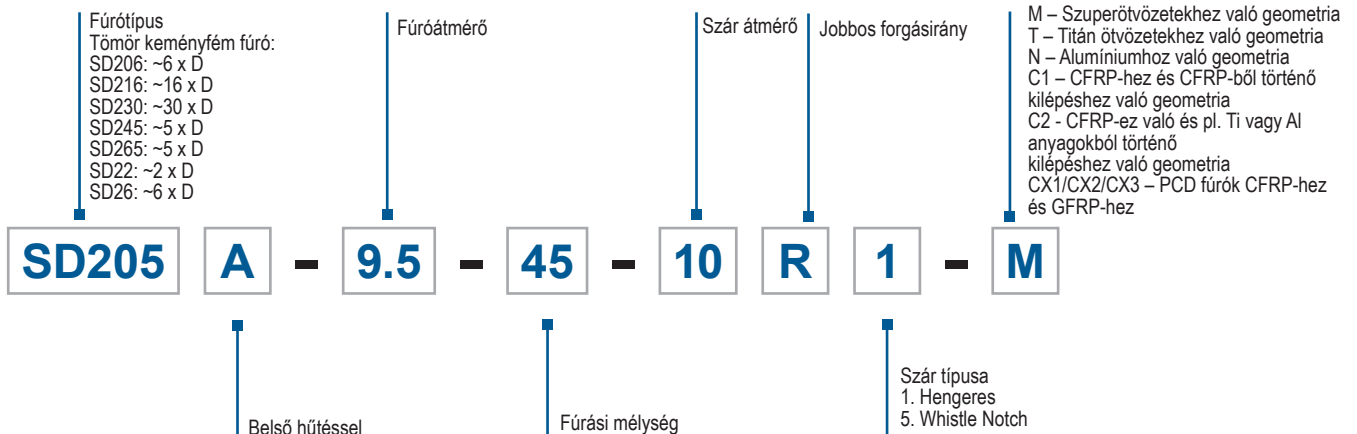 Fúrótípus
Tömör keményfém fúró:
SD206: ~6 x D
SD216: ~16 x D
SD230: ~30 x D
SD245: ~5 x D
SD265: ~5 x D
SD22: ~2 x D
SD26: ~6 x D
Fúróátmérő
Szár átmérő
Jobbos forgásirány
M – Szuperötvözetekhez való geometria
T – Titán ötvözetekhez való geometria
N – Alumíniumhoz való geometria
C1 – CFRP-hez és CFRP-ből történő
kilépéshez való geometria
C2 - CFRP-ez való és pl. Ti vagy Al
anyagokból történő
kilépéshez való geometria
CX1/CX2/CX3 – PCD fúrók CFRP-hez
és GFRP-hez
SD205 A - 9.5 - 45 - 10 R 1 - M
Belső hűtéssel
Fúrási mélység
Szár típusa
1. Hengeres
5. Whistle Notch